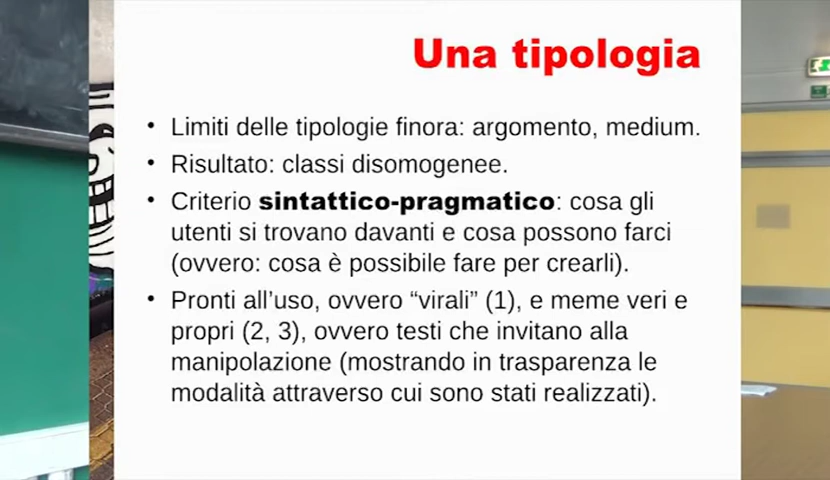 Una tipologia
• Limiti delle tipologie finora: argomento, medium.
• Risultato: classi disomogenee.
• Criterio sintattico-pragmatico: cosa gli
utenti si trovano davanti e cosa possono farci
(ovvero: cosa è possibile fare per crearli).
• Pronti all’uso, ovvero “virali” (1), e meme veri e
propri (2, 3), ovvero testi che invitano alla
manipolazione (mostrando in trasparenza le
modalità attraverso cui sono stati realizzati).